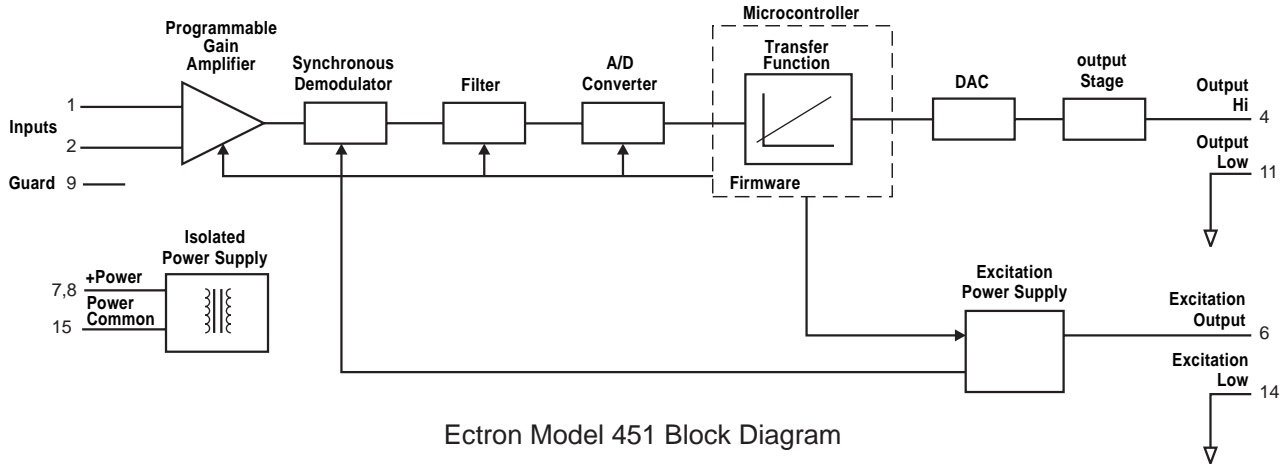 Microcontroller
Programmable
Gain
Amplifier
Synchronous
Demodulator
Filter
A/D
Converter
Transfer
Function
DAC
output
Stage
Output
Hi
1
4
Inputs
2
Output
Low
Guard 9
11
Firmware
Isolated
Power Supply
+Power
7,8
Power
Common
15
Excitation
Power Supply
Excitation
Output
6
Excitation
Low
14
Ectron Model 451 Block Diagram